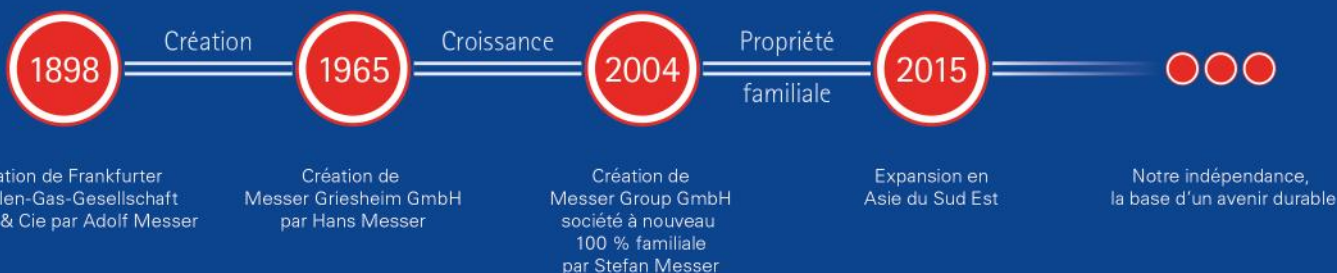 1898
Création
1965
Croissance
2004
Propriété
familiale
2015
ation de Frankfurter
len-Gas-Gesellschaft
& Cie par Adolf Messer
Création de
Messer Griesheim GmbH
par Hans Messer
Création de
Messer Group GmbH
société à nouveau
100 % familiale
par Stefan Messer
Expansion en
Asie du Sud Est
Notre indépendance,
la base d'un avenir durable